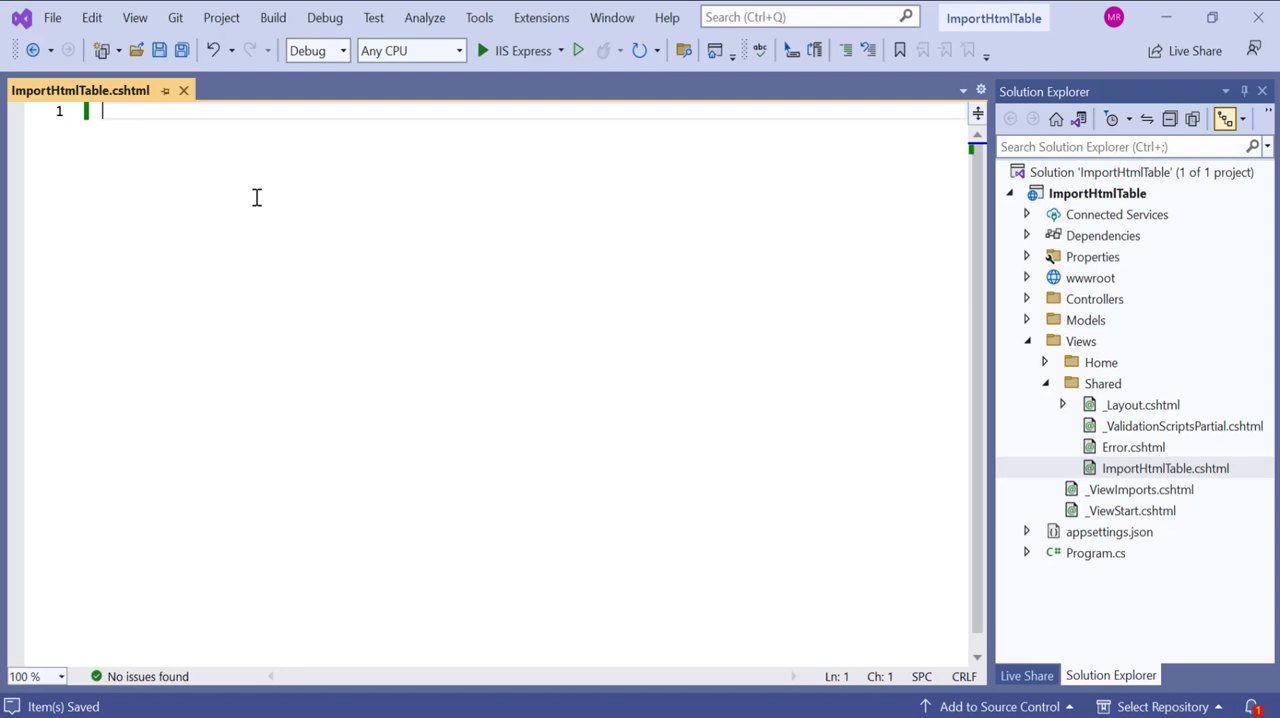 File Edit View Git Project Build Debug Test Analyze Tools Extensions Window Help Search (Ctrl+Q) ImportHtmlTable MR
Debug Any CPU IIS Express abc Live Share
ImportHtmlTable.cshtml
1
Solution Explorer
Search Solution Explorer (Ctrl+;)
Solution 'ImportHtmlTable' (1 of 1 project)
ImportHtmlTable
Connected Services
Dependencies
Properties
wwwroot
Controllers
Models
Views
Home
Shared
_Layout.cshtml
_ValidationScriptsPartial.cshtml
Error.cshtml
ImportHtmlTable.cshtml
_ViewImports.cshtml
_ViewStart.cshtml
appsettings.json
C# Program.cs
100 % No issues found Ln: 1 Ch: 1 SPC CRLF
Live Share Solution Explorer
Item(s) Saved Add to Source Control Select Repository 1